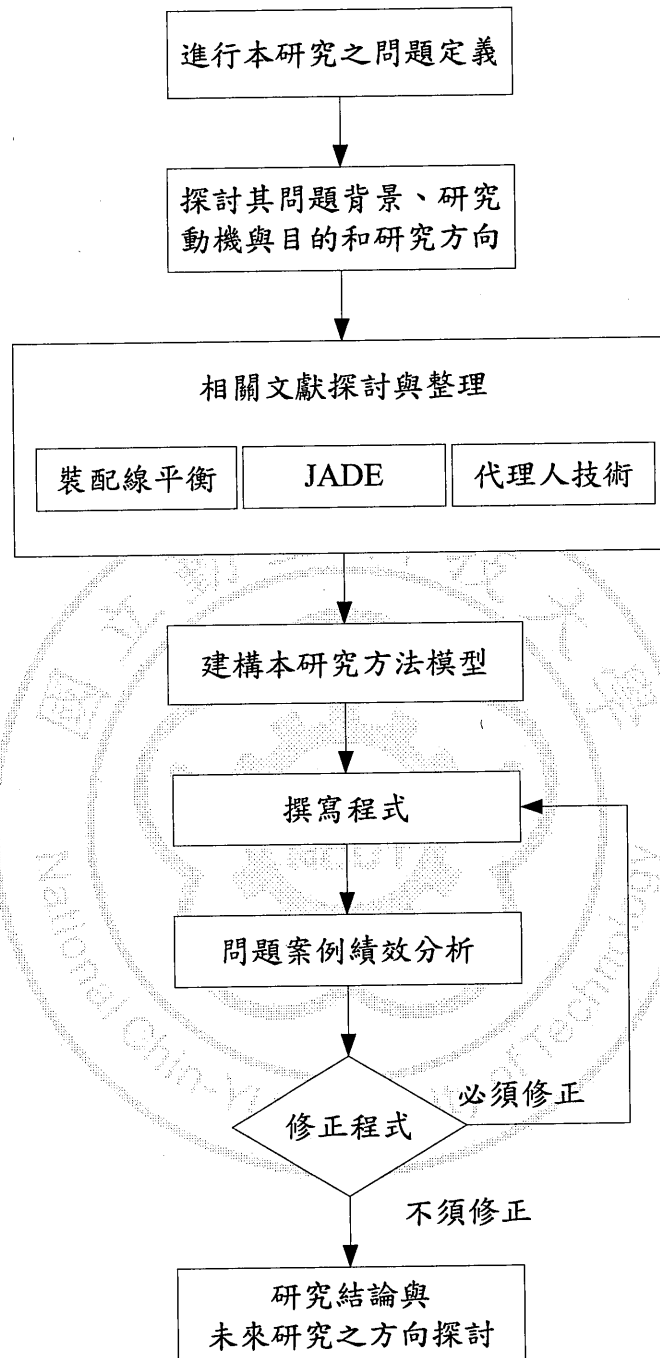 進行本研究之問題定義
探討其問題背景、研究
動機與目的和研究方向
相關文獻探討與整理
裝配線平衡
JADE
代理人技術
建構本研究方法模型
撰寫程式
問題案例績效分析
修正程式
必須修正
不須修正
研究結論與
未來研究之方向探討